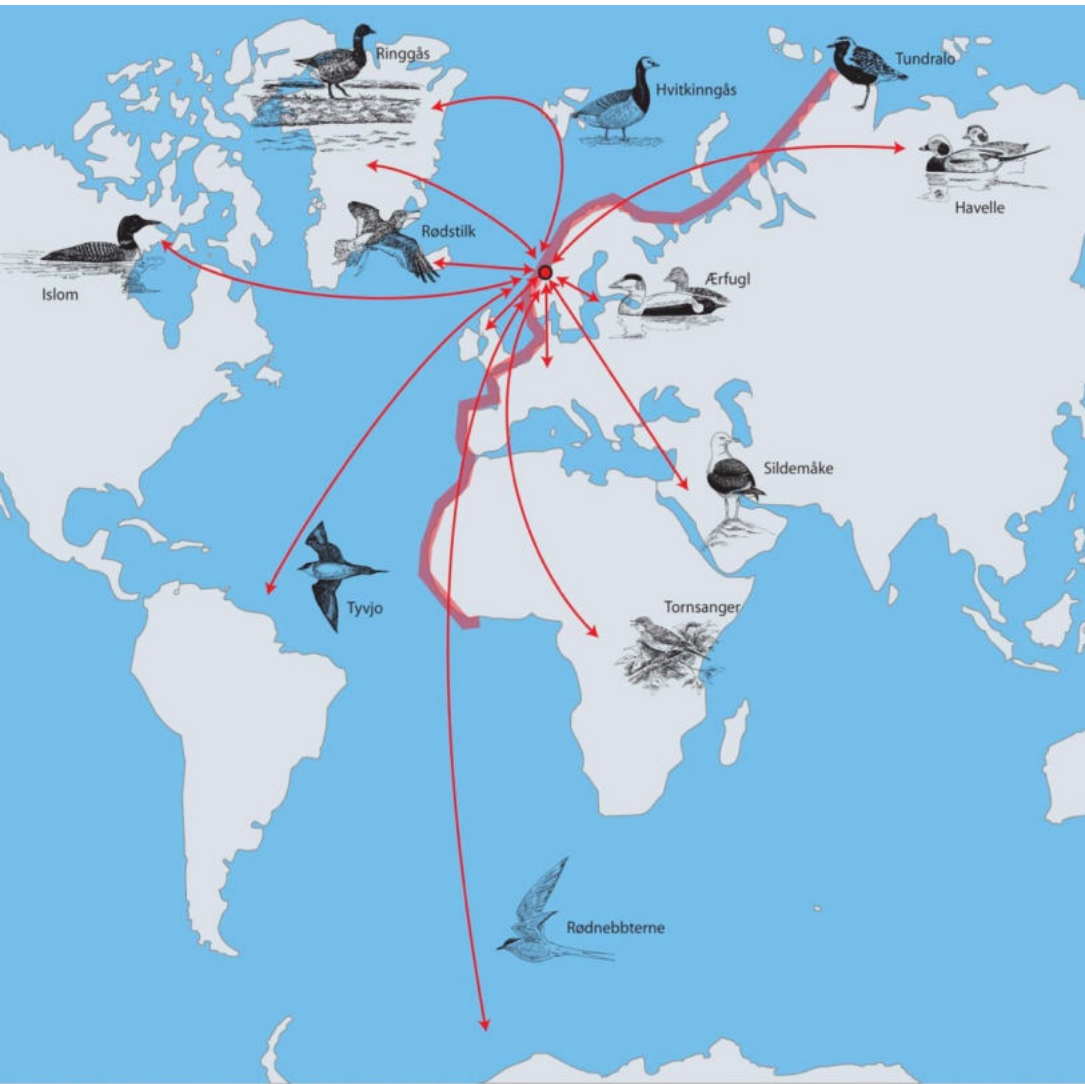 Ringgås
Tundralo
Hvitkinngås
Havelle
Rødstilk
Islom
Ærfugl
Sildemåke
Tyvjo
Tornsanger
Rødnebbterne